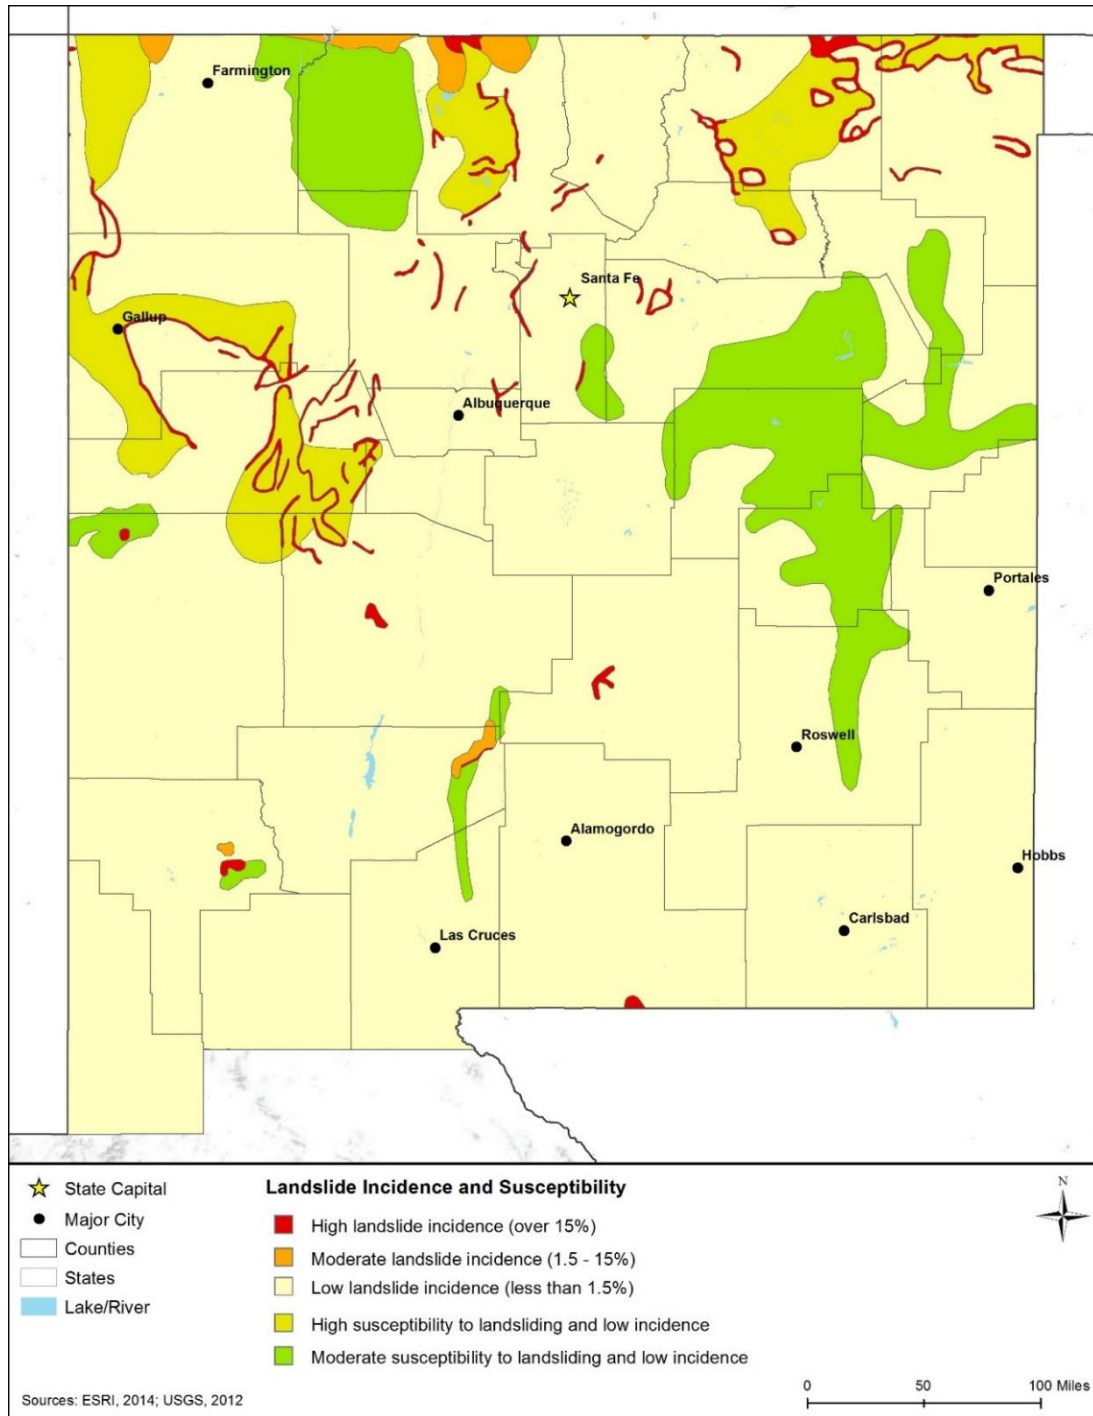 Farmington
Santa Fe
Gallup
Albuquerque
Portales
Roswell
Alamogordo
Hobbs
Carlsbad
Las Cruces
State Capital
Major City
Counties
States
Lake/River
Landslide Incidence and Susceptibility
High landslide incidence (over 15%)
Moderate landslide incidence (1.5 - 15%)
Low landslide incidence (less than 1.5%)
High susceptibility to landsliding and low incidence
Moderate susceptibility to landsliding and low incidence
N
0 50 100 Miles
Sources: ESRI, 2014; USGS, 2012